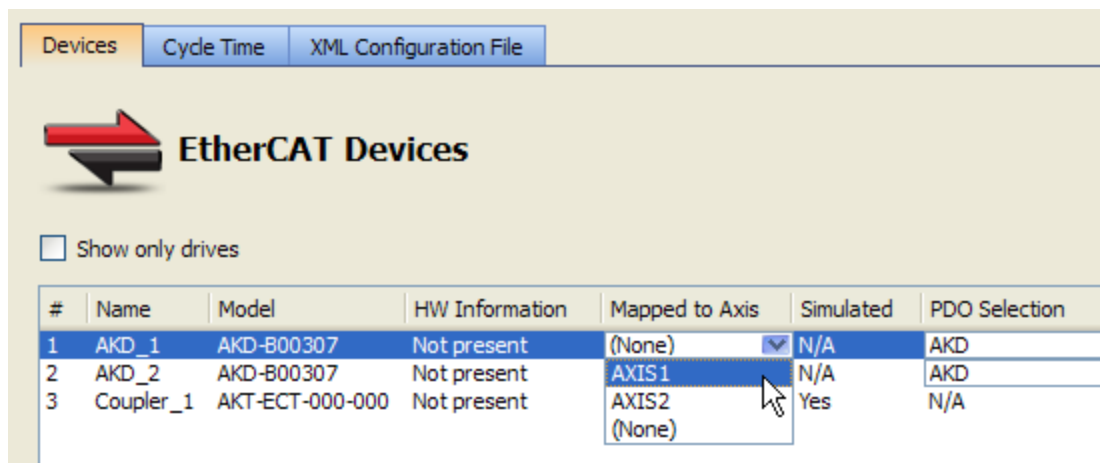 Devices Cycle Time XML Configuration File
EtherCAT Devices
Show only drives
# Name Model HW Information Mapped to Axis Simulated PDO Selection
1 AKD_1 AKD-B00307 Not present (None) N/A AKD
2 AKD_2 AKD-B00307 Not present AXIS1 N/A AKD
3 Coupler_1 AKT-ECT-000-000 Not present AXIS2 Yes N/A
(None)